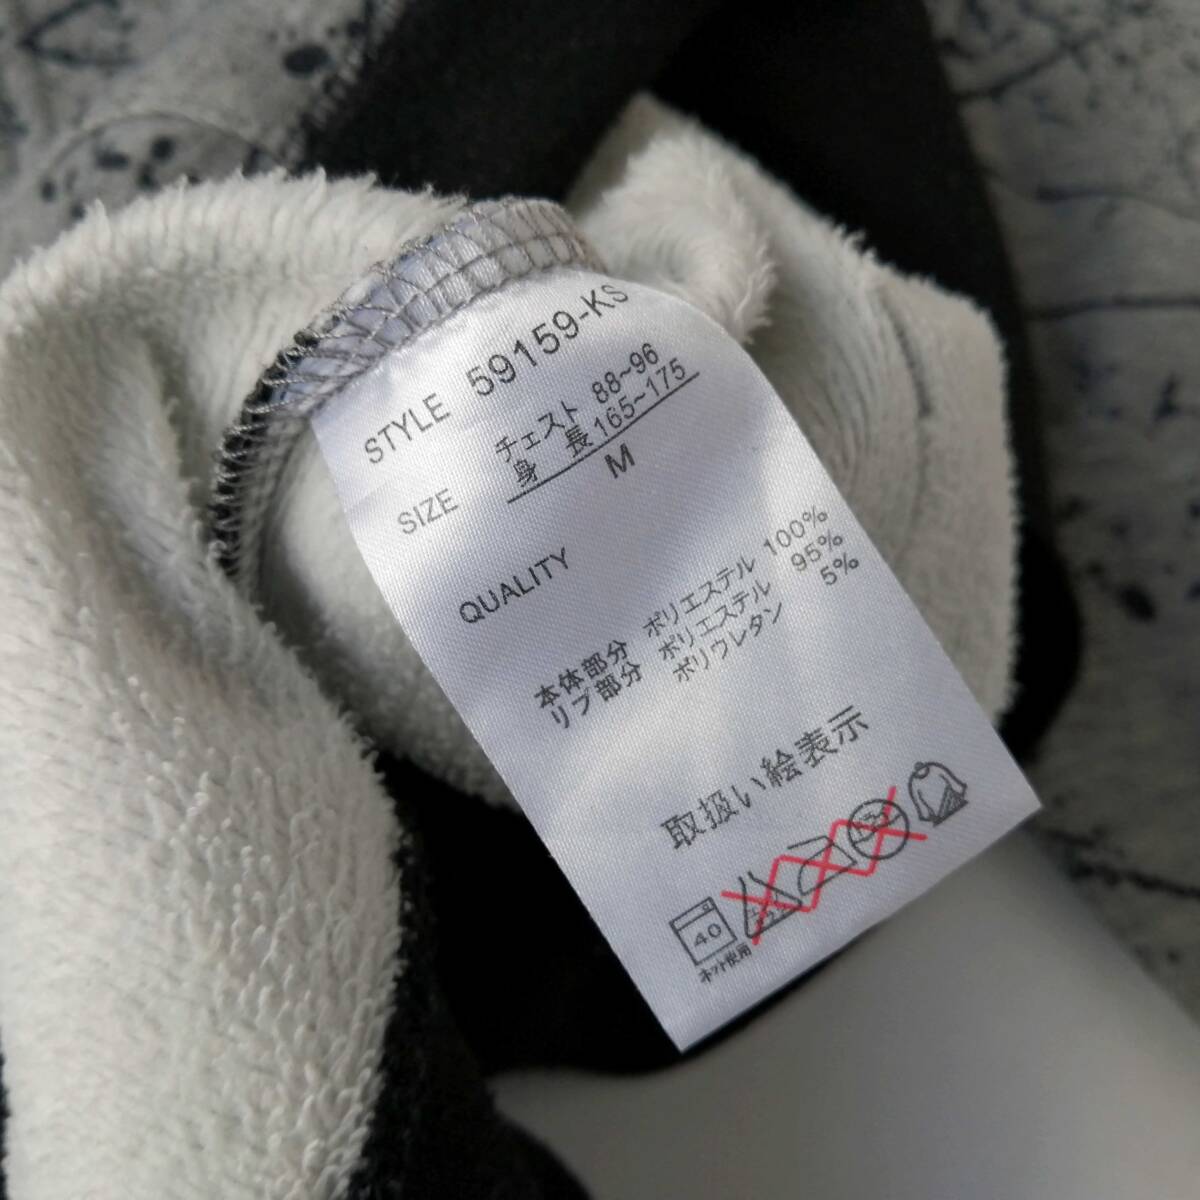 STYLE 59159-KS
SIZE
チェスト 88~96
身 長 165~175
M
QUALITY
本体部分 ポリエステル 100%
リブ部分 ポリエステル 95%
ポリウレタン 5%
取扱い絵表示
40
ネット使用